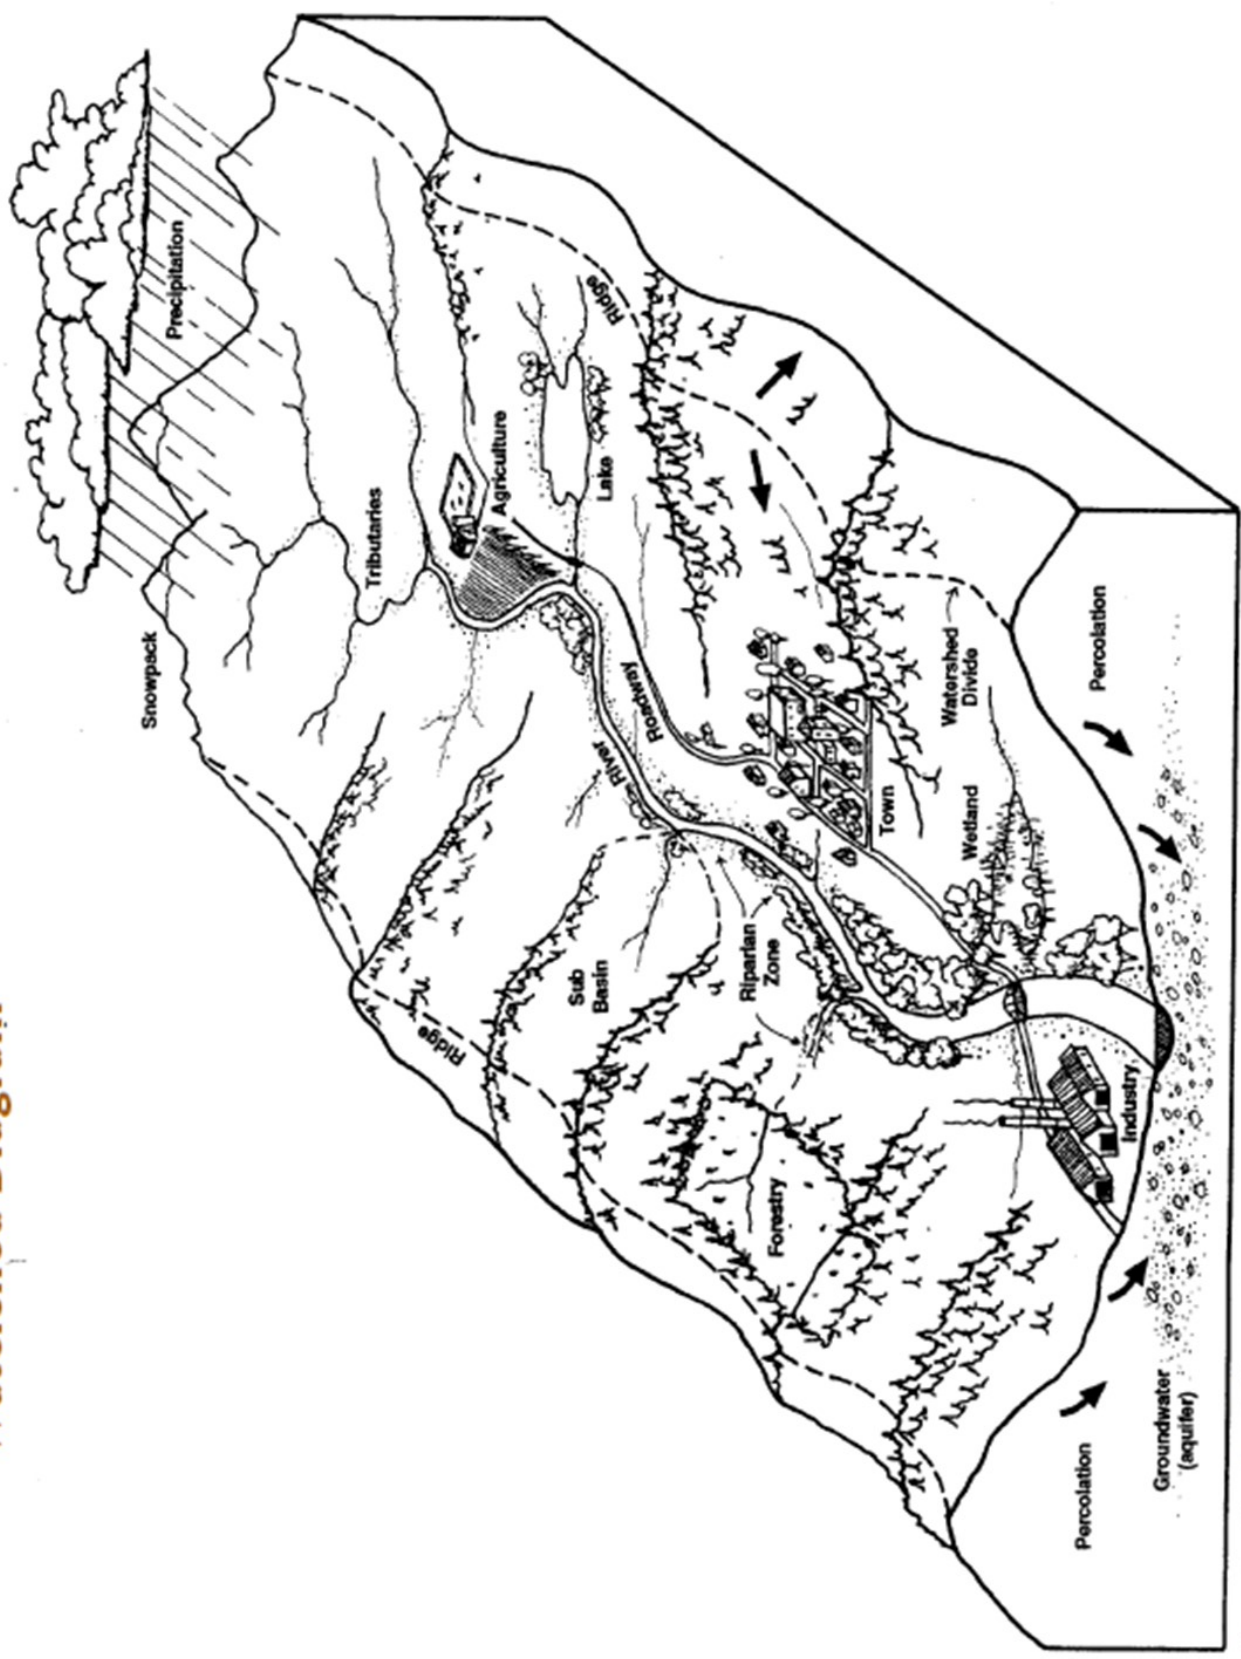 Snowpack
Precipitation
Tributaries
Ridge
Agriculture
Sub
Basin
Lake
Ridge
River
Roadway
Riparian
Zone
Forestry
Town
Watershed
Divide
Wetland
Percolation
Percolation
Industry
Groundwater
(aquifer)